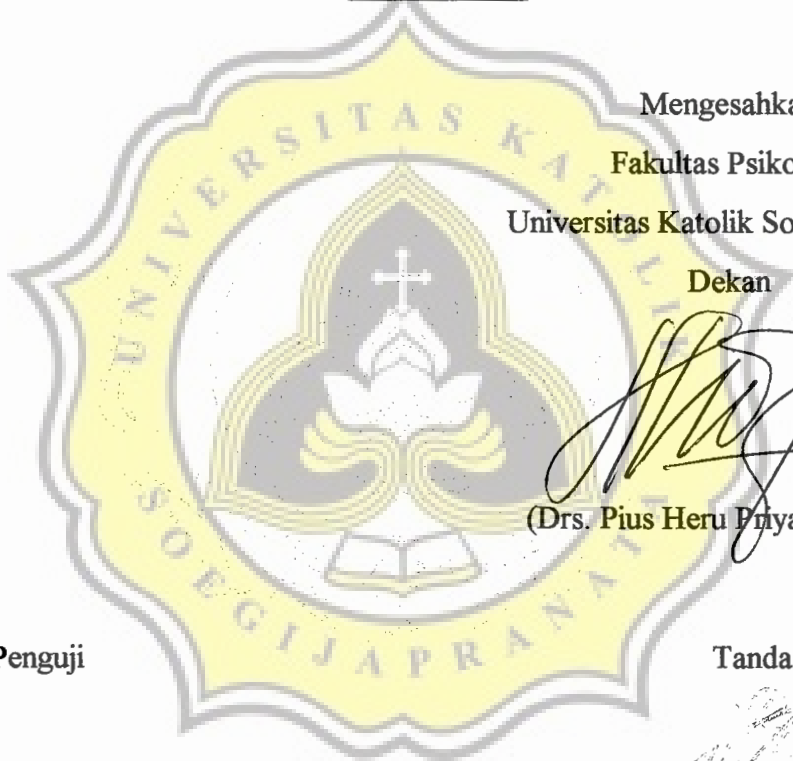 Mengesahka
Fakultas Psiko
Universitas Katolik So
Dekan
(Drs. Pius Heru Priya
Penguji
Tanda
UNIVERSITAS KATOLIK
SOEGIJAPRANATA